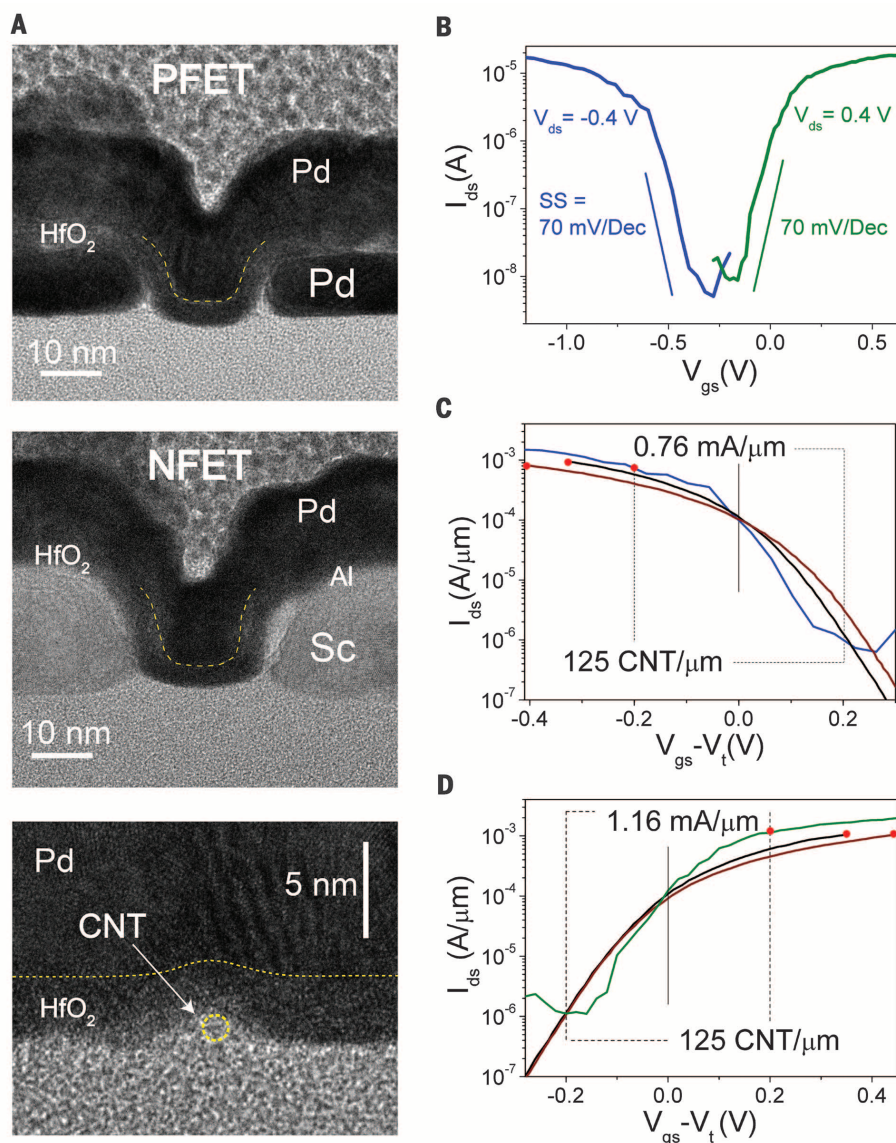 A
PFET
Pd
HfO2
Pd
10 nm
NFET
Pd
HfO2
Al
Sc
10 nm
Pd
5 nm
CNT
HfO2
B
10-5
10-6
10-7
10-8
Ids(A)
Vds= -0.4 V
Vds= 0.4 V
SS =
70 mV/Dec
70 mV/Dec
-1.0
-0.5
0.0
0.5
Vgs(V)
C
10-3
10-4
10-5
10-6
10-7
Ids(A/μm)
0.76 mA/μm
125 CNT/μm
-0.4
-0.2
0.0
0.2
Vgs-Vt(V)
D
10-3
10-4
10-5
10-6
10-7
Ids (A/μm)
1.16 mA/μm
125 CNT/μm
-0.2
0.0
0.2
0.4
Vgs-Vt(V)